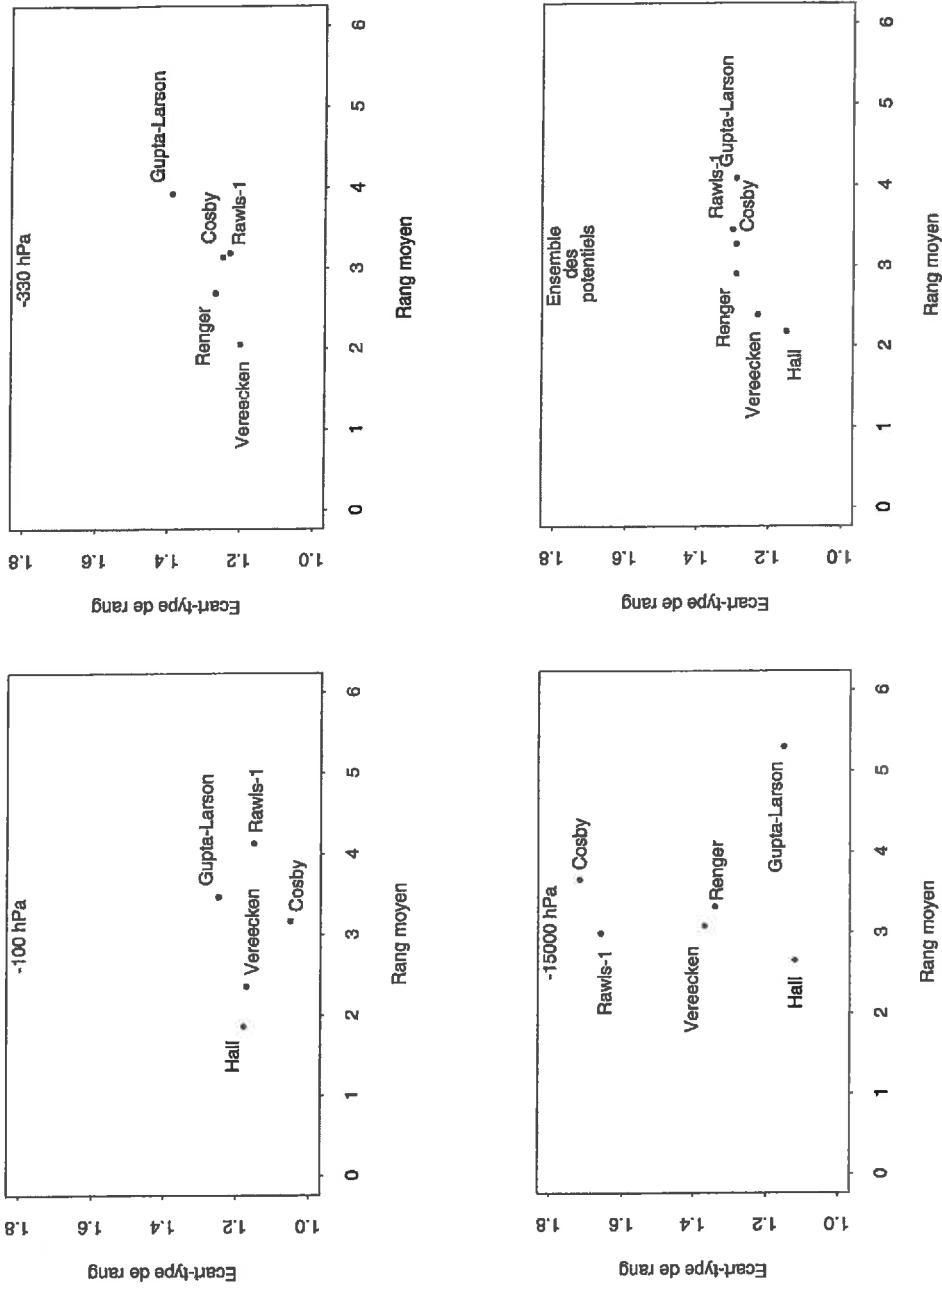 -100 hPa
Ecart-type de rang
1.8
1.6
1.4
1.2
1.0
Gupta-Larson
Hall
Vereecken
Rawls-1
Cosby
0 1 2 3 4 5 6
Rang moyen
-330 hPa
Ecart-type de rang
1.8
1.6
1.4
1.2
1.0
Gupta-Larson
Renger
Cosby
Rawls-1
Vereecken
0 1 2 3 4 5 6
Rang moyen
-15000 hPa
Ecart-type de rang
1.8
1.6
1.4
1.2
1.0
Cosby
Rawls-1
Vereecken
Renger
Gupta-Larson
Hall
0 1 2 3 4 5 6
Rang moyen
Ensemble
des
potentiels
Ecart-type de rang
1.8
1.6
1.4
1.2
1.0
Rawls-1
Gupta-Larson
Renger
Cosby
Vereecken
Hall
0 1 2 3 4 5 6
Rang moyen